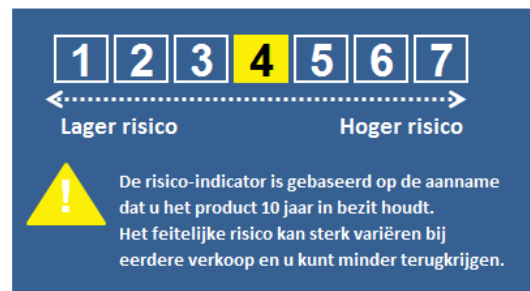 1 2 3 4 5 6 7
Lager risico Hoger risico
!
De risico-indicator is gebaseerd op de aanname
dat u het product 10 jaar in bezit houdt.
Het feitelijke risico kan sterk variëren bij
eerdere verkoop en u kunt minder terugkrijgen.